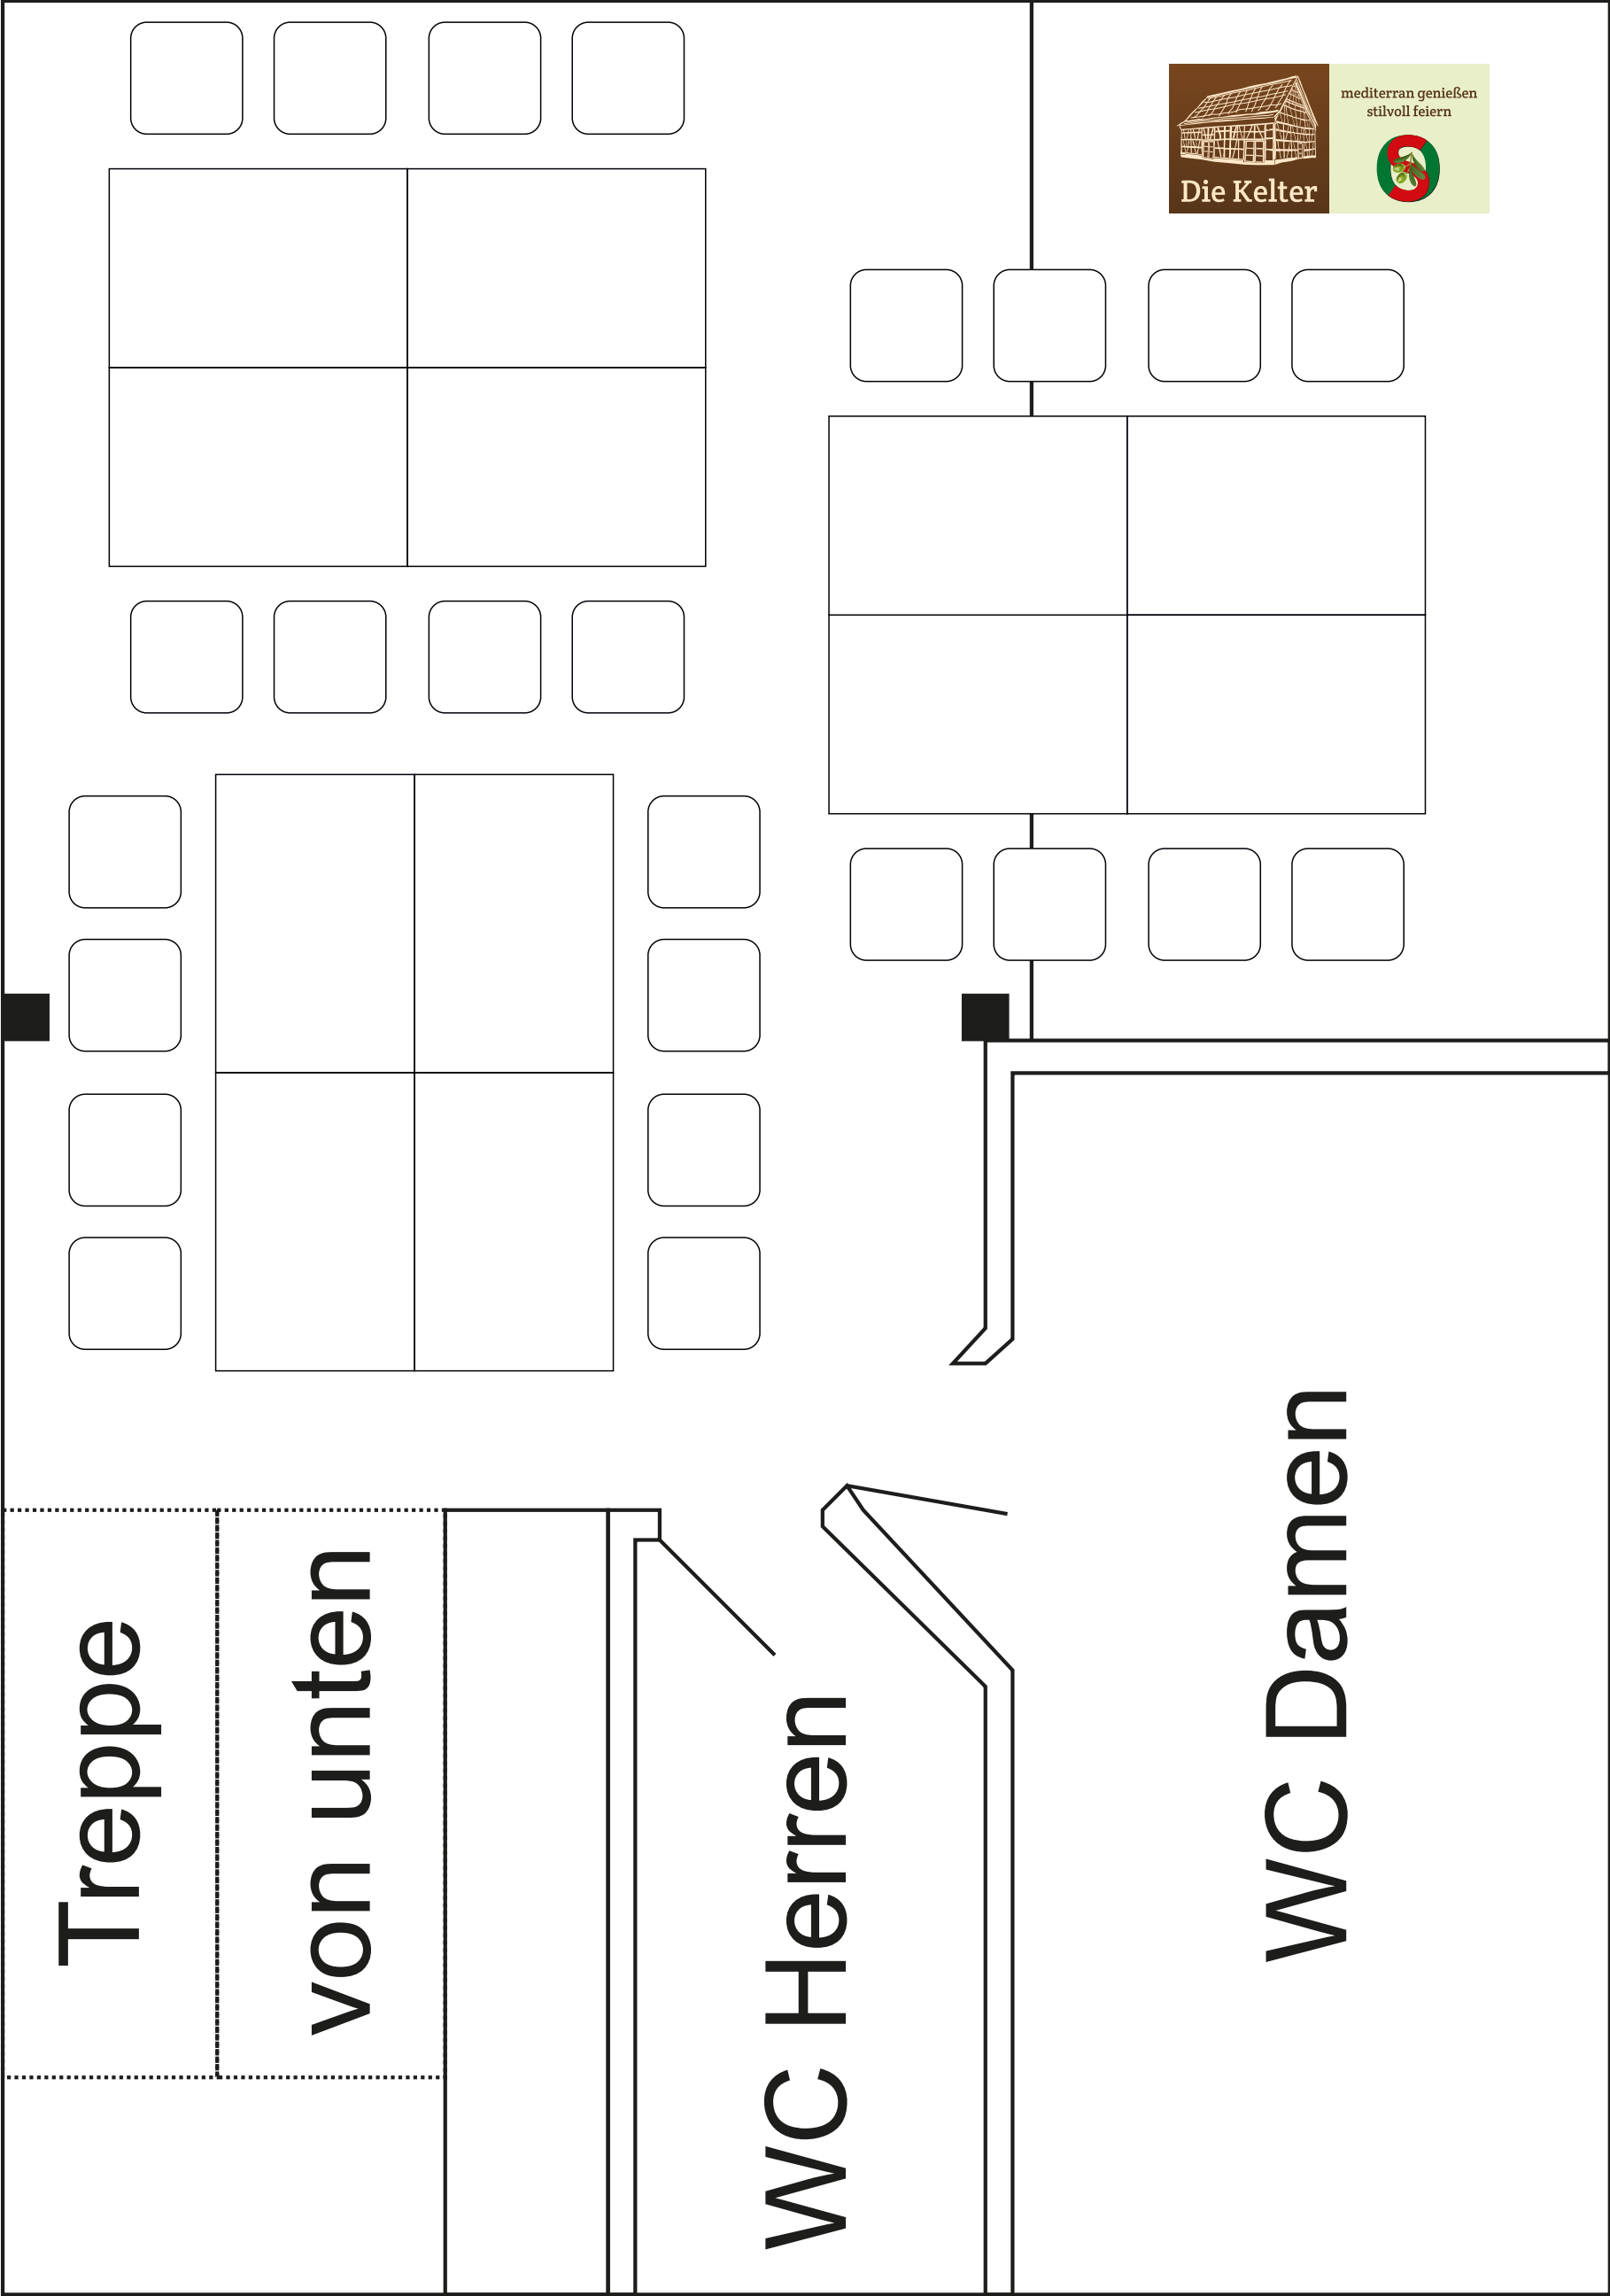 mediterran genießen
stilvoll feiern
Die Kelter
Treppe
von unten
WC Herren
WC Damen